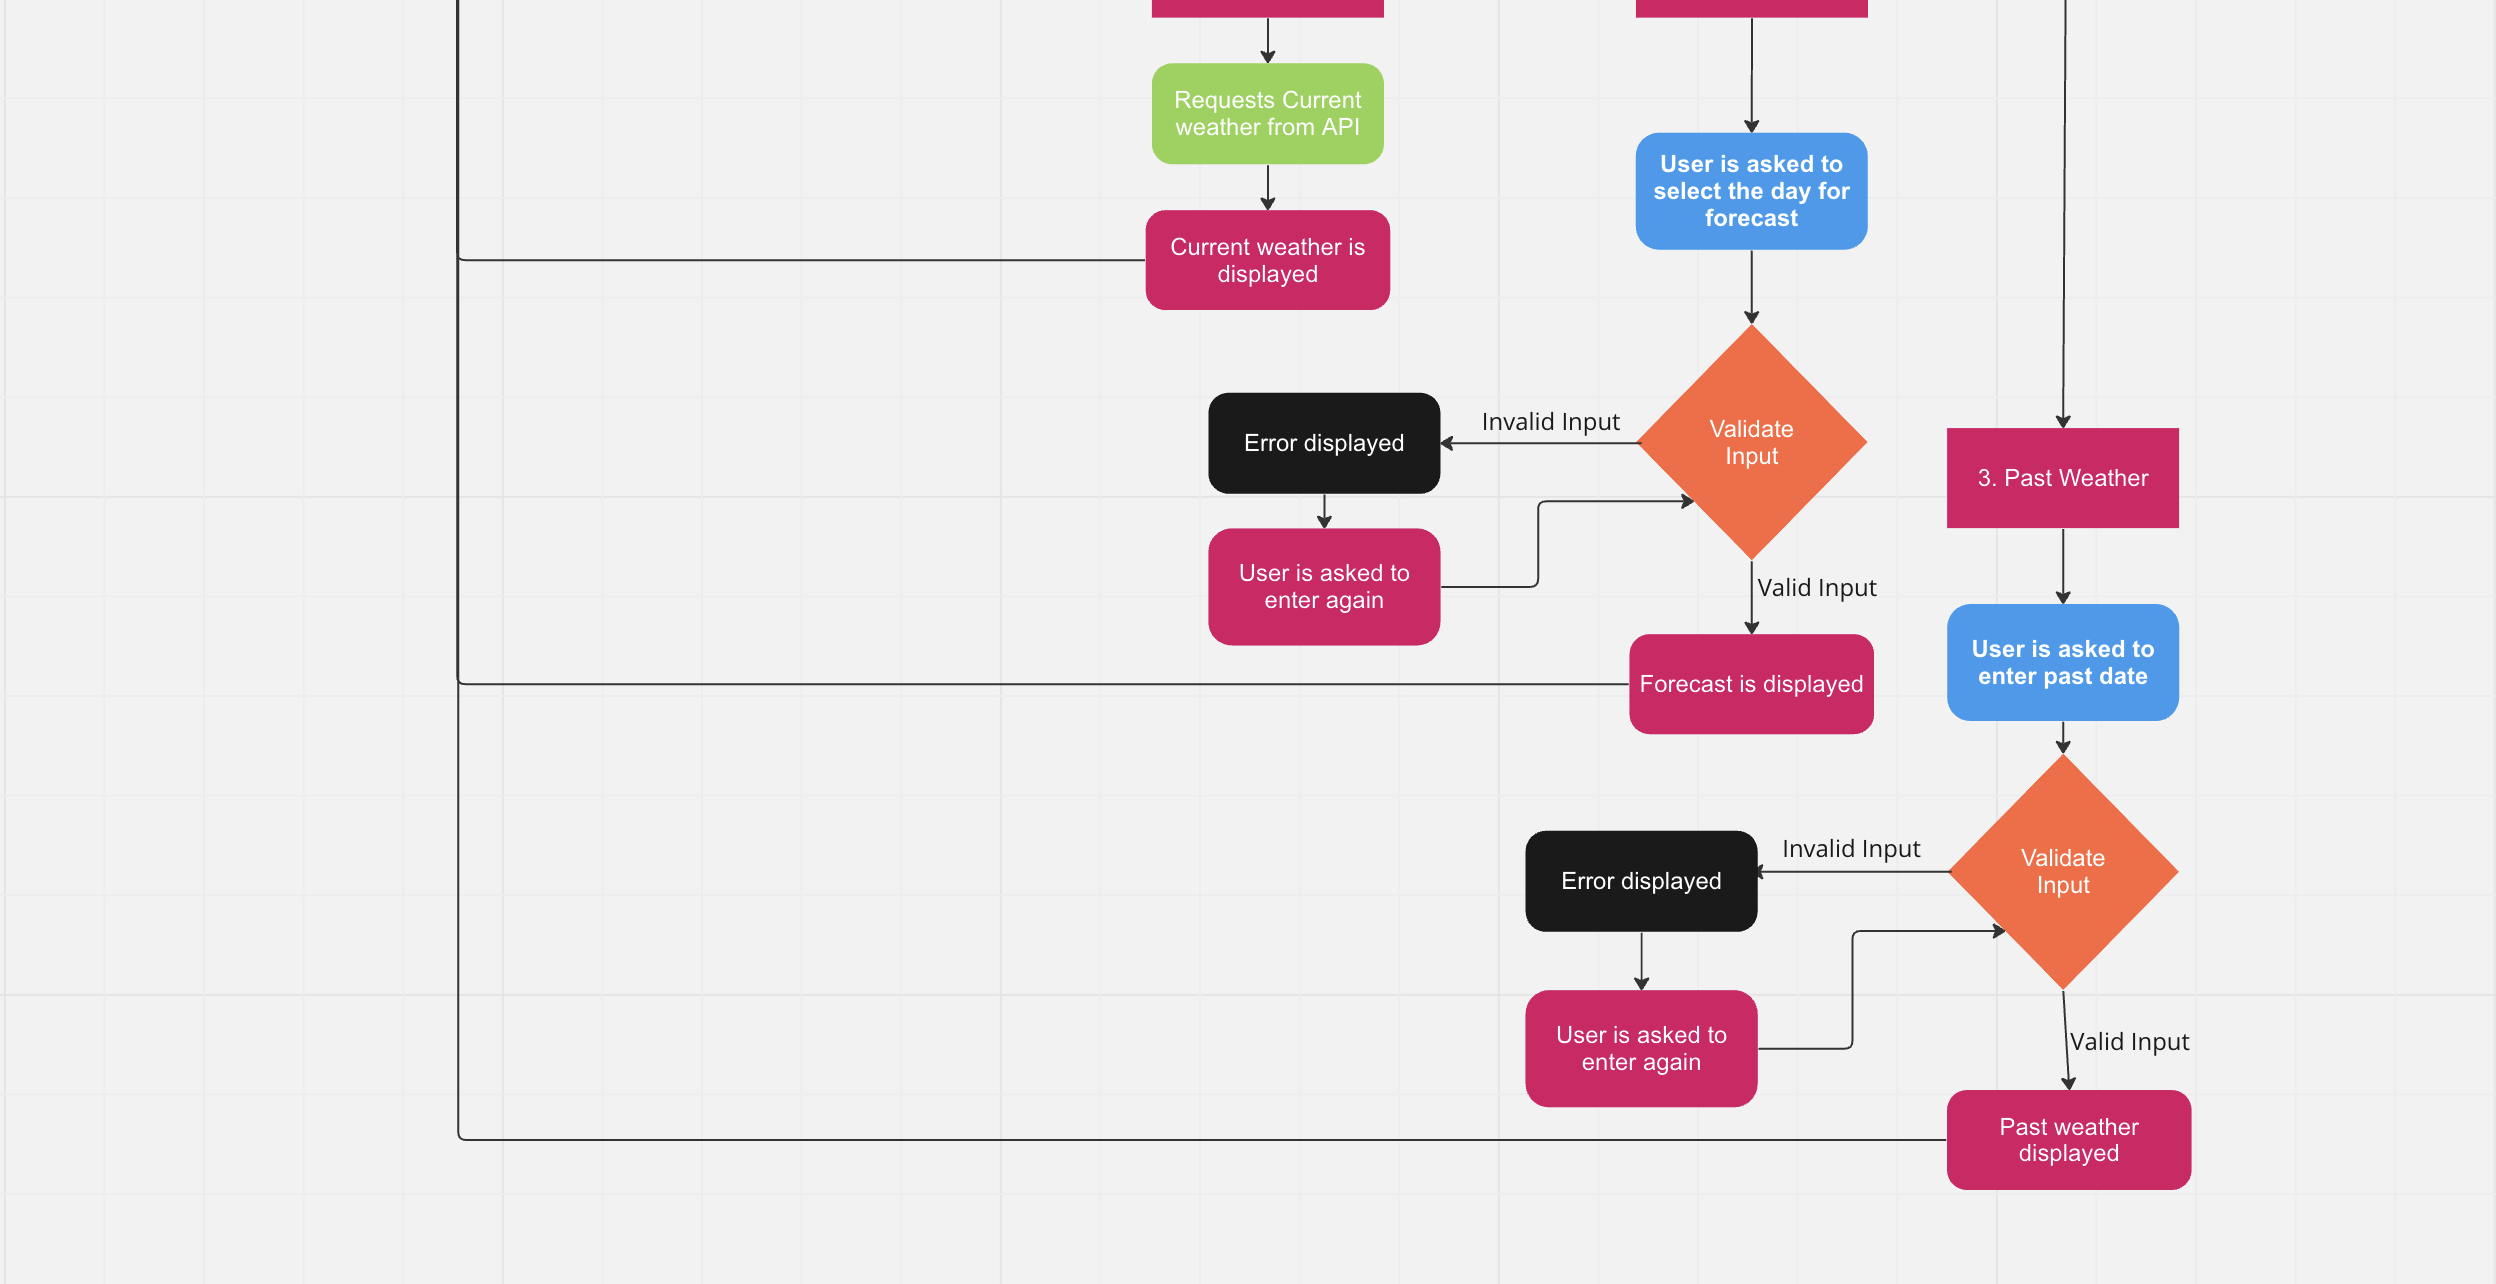 Requests Current
weather from API
Current weather is
displayed
User is asked to
select the day for
forecast
Validate
Input
Invalid Input
Error displayed
User is asked to
enter again
Valid Input
Forecast is displayed
3. Past Weather
User is asked to
enter past date
Validate
Input
Invalid Input
Error displayed
User is asked to
enter again
Valid Input
Past weather
displayed